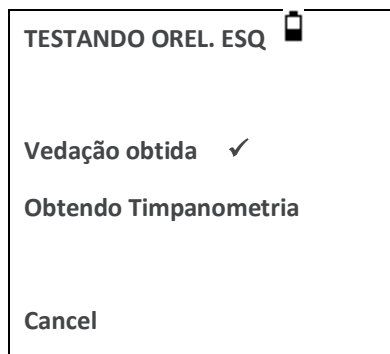 TESTANDO OREL. ESQ
Vedação obtida ✓
Obtendo Timpanometria
Cancel